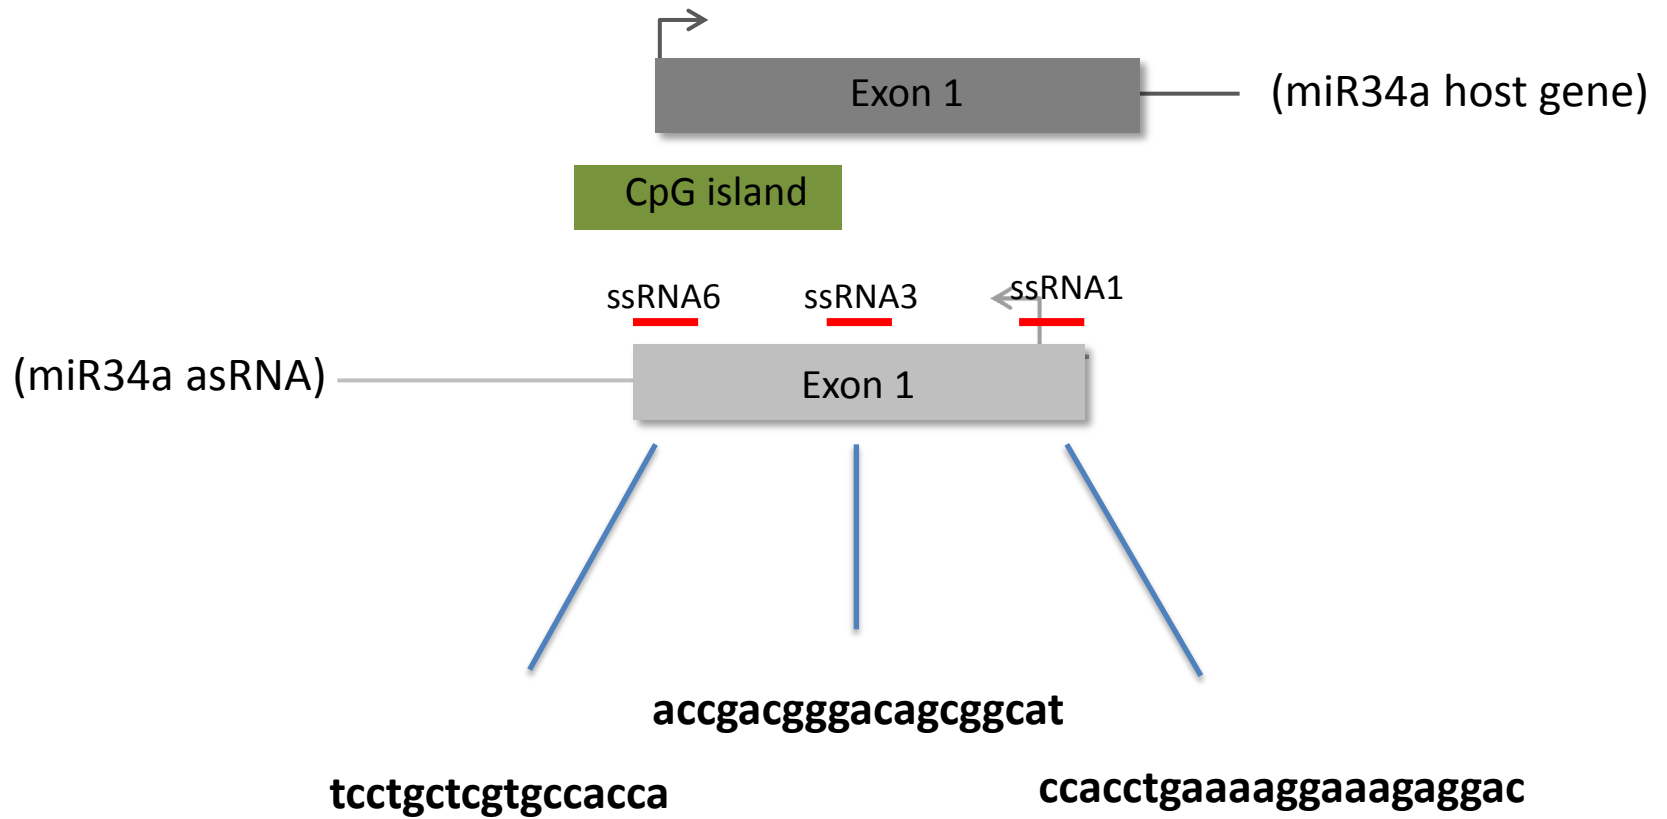 Exon 1
(miR34a host gene)
CpG island
ssRNA6
ssRNA3
ssRNA1
(miR34a asRNA)
Exon 1
accgacgggacagcggcat
tcctgctcgtgccacca
ccacctgaaaaggaaagaggac